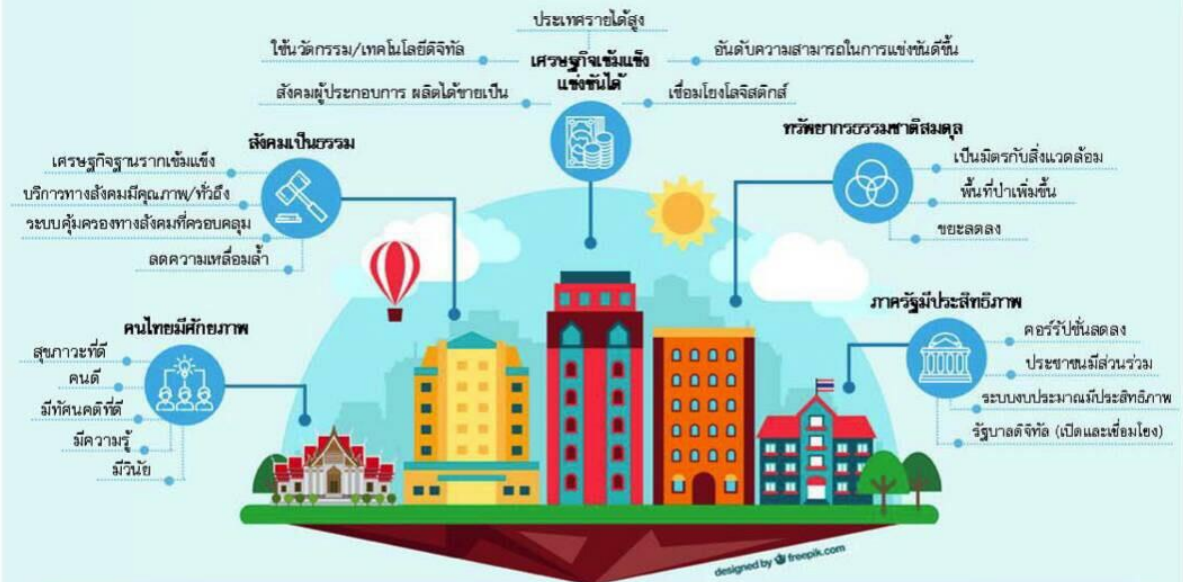 ประเทศรายได้สูง
ใช้นวัตกรรม/เทคโนโลยีดิจิทัล
เศรษฐกิจเข้มแข็ง
แข่งขันได้
อันดับความสามารถในการแข่งขันดีขึ้น
สังคมผู้ประกอบการ ผลิตได้ขายเป็น
เชื่อมโยงโลจิสติกส์
สังคมเป็นธรรม
เศรษฐกิจฐานรากเข้มแข็ง
บริการทางสังคมมีคุณภาพ/ทั่วถึง
ระบบคุ้มครองทางสังคมที่ครอบคลุม
ลดความเหลื่อมล้ำ
ทรัพยากรธรรมชาติสมดุล
เป็นมิตรกับสิ่งแวดล้อม
พื้นที่ป่าเพิ่มขึ้น
ขยะลดลง
คนไทยมีศักยภาพ
สุขภาวะที่ดี
คนดี
มีทัศนคติที่ดี
มีความรู้
มีวินัย
ภาครัฐมีประสิทธิภาพ
คอร์รัปชั่นลดลง
ประชาชนมีส่วนร่วม
ระบบงบประมาณมีประสิทธิภาพ
รัฐบาลดิจิทัล (เปิดและเชื่อมโยง)
designed by freepik.com